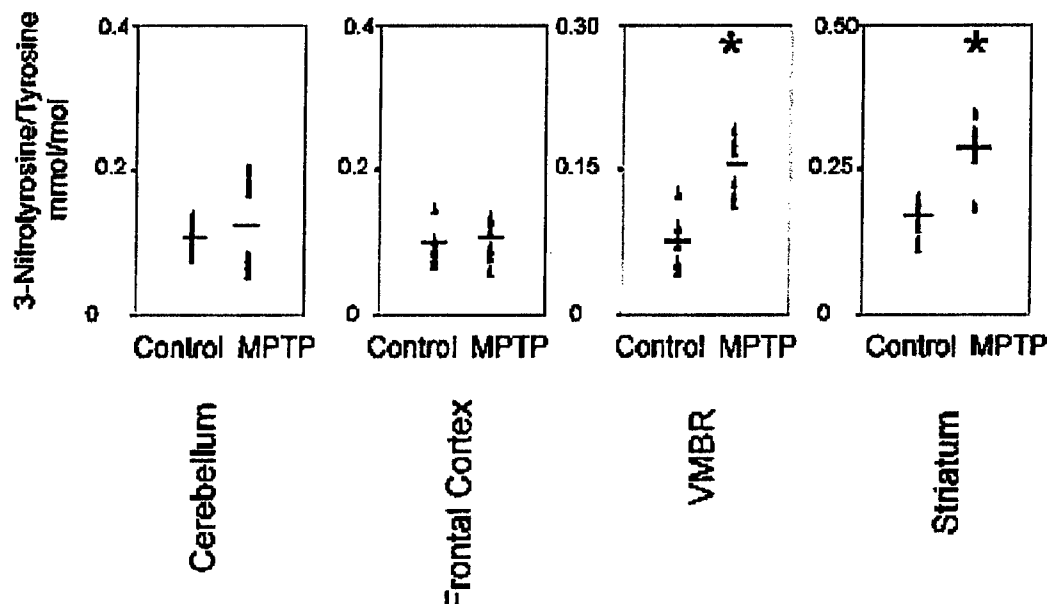 3-Nitrotyrosine/Tyrosine
mmol/mol
0.4
0.2
0
Control MPTP
Cerebellum
0.4
0.2
0
Control MPTP
Frontal Cortex
0.30
*
0.15
0
Control MPTP
VMBR
0.50
*
0.25
0
Control MPTP
Striatum